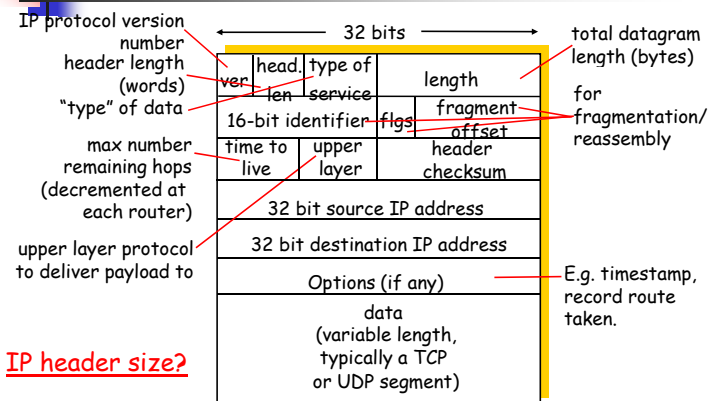 IP protocol version
number
header length
(words)
“type” of data
max number
remaining hops
(decremented at
each router)
upper layer protocol
to deliver payload to
IP header size?
32 bits
ver
head.
len
type of
service
length
16-bit identifier
flgs
fragment
offset
time to
live
upper
layer
header
checksum
32 bit source IP address
32 bit destination IP address
Options (if any)
data
(variable length,
typically a TCP
or UDP segment)
total datagram
length (bytes)
for
fragmentation/
reassembly
E.g. timestamp,
record route
taken.